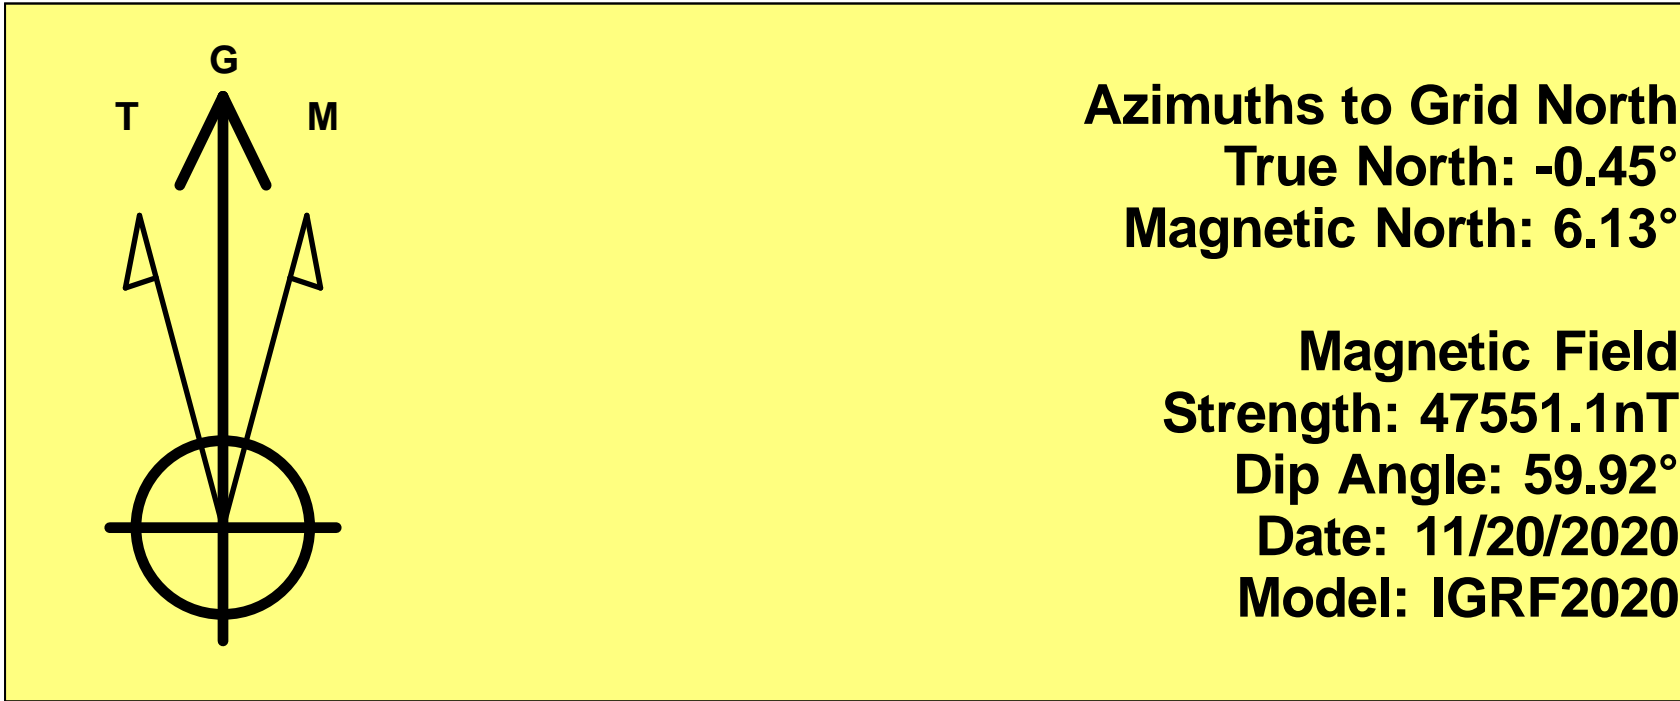 G
T M
Azimuths to Grid North
True North: -0.45°
Magnetic North: 6.13°
Magnetic Field
Strength: 47551.1nT
Dip Angle: 59.92°
Date: 11/20/2020
Model: IGRF2020